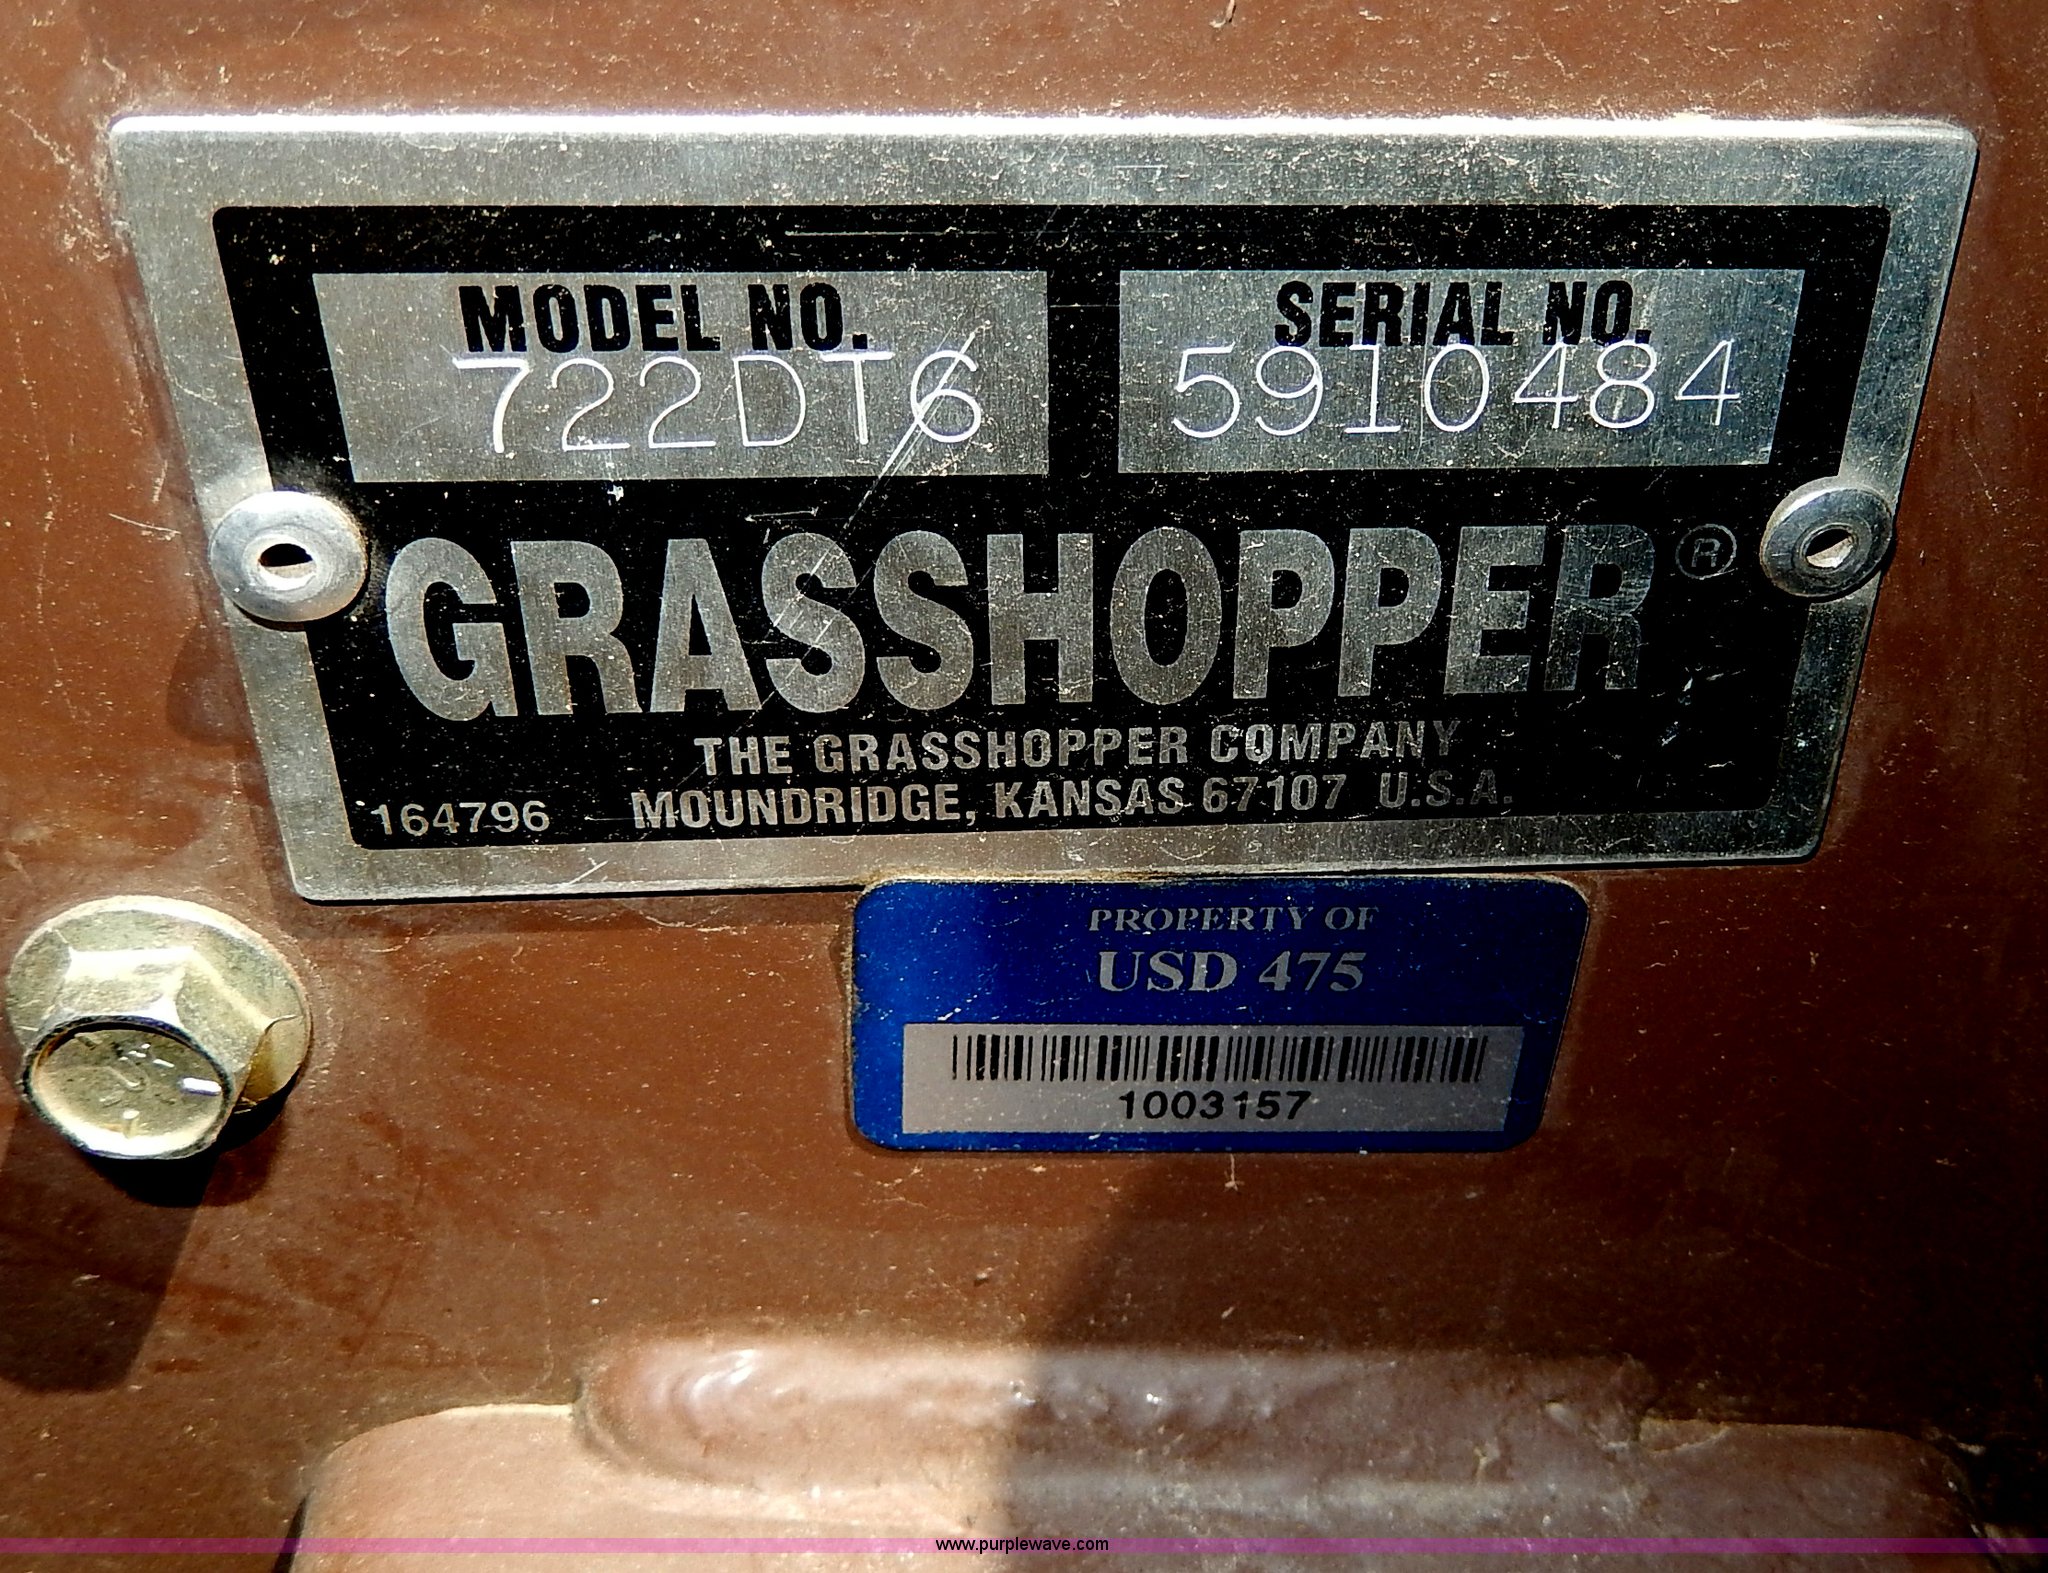 MODEL NO.
722DT6
SERIAL NO.
5910484
GRASSHOPPER®
THE GRASSHOPPER COMPANY
MOUNDRIDGE, KANSAS 67107 U.S.A.
164796
PROPERTY OF
USD 475
1003157
www.purplewave.com